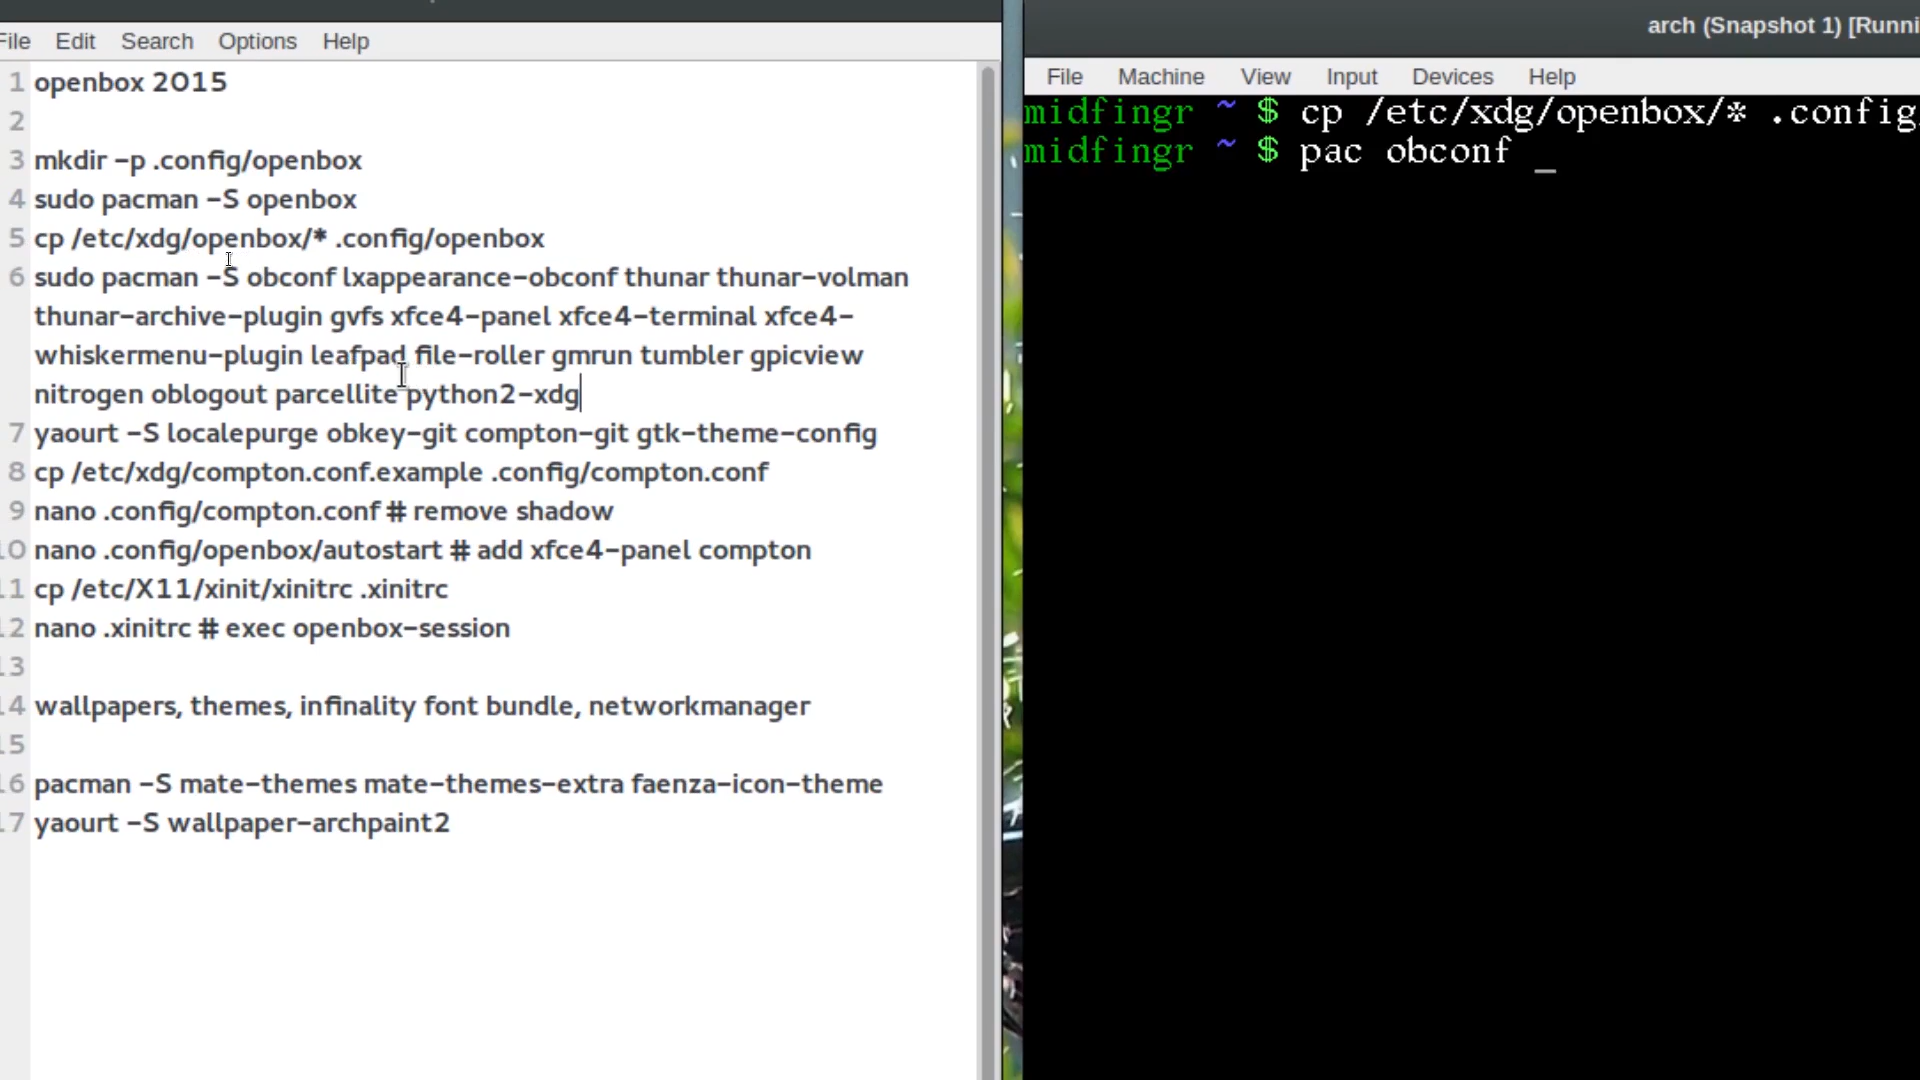 File Edit Search Options Help
1 openbox 2015
2
3 mkdir -p .config/openbox
4 sudo pacman -S openbox
5 cp /etc/xdg/openbox/* .config/openbox
6 sudo pacman -S obconf lxappearance-obconf thunar thunar-volman
thunar-archive-plugin gvfs xfce4-panel xfce4-terminal xfce4-
whiskermenu-plugin leafpad file-roller gmrun tumbler gpicview
nitrogen oblogout parcellite python2-xdg
7 yaourt -S localepurge obkey-git compton-git gtk-theme-config
8 cp /etc/xdg/compton.conf.example .config/compton.conf
9 nano .config/compton.conf # remove shadow
10 nano .config/openbox/autostart # add xfce4-panel compton
11 cp /etc/X11/xinit/xinitrc .xinitrc
12 nano .xinitrc # exec openbox-session
13
14 wallpapers, themes, infinality font bundle, networkmanager
15
16 pacman -S mate-themes mate-themes-extra faenza-icon-theme
17 yaourt -S wallpaper-archpaint2
arch (Snapshot 1) [Runni
File Machine View Input Devices Help
midfingr ~ $ cp /etc/xdg/openbox/* .config
midfingr ~ $ pac obconf _